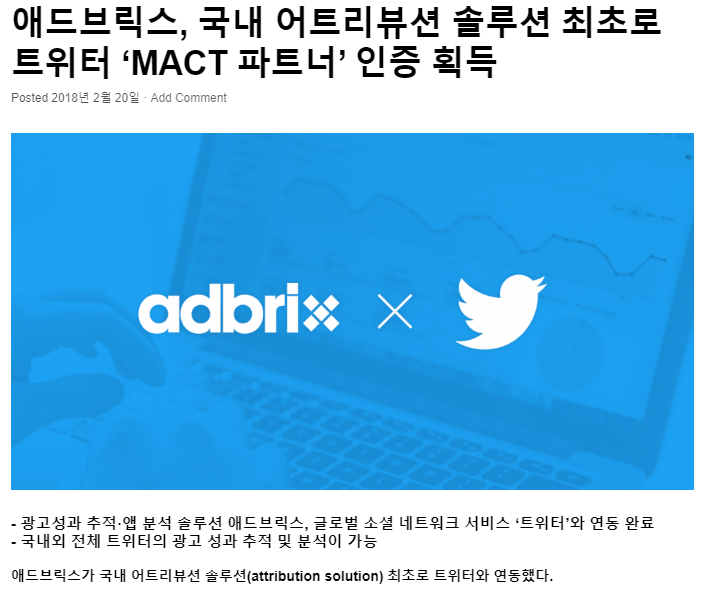 애드브릭스, 국내 어트리뷰션 솔루션 최초로
트위터 ‘MACT 파트너’ 인증 획득
Posted 2018년 2월 20일 · Add Comment
adbrix ×
- 광고성과 추적·앱 분석 솔루션 애드브릭스, 글로벌 소셜 네트워크 서비스 ‘트위터’와 연동 완료
- 국내외 전체 트위터의 광고 성과 추적 및 분석이 가능
애드브릭스가 국내 어트리뷰션 솔루션(attribution solution) 최초로 트위터와 연동했다.